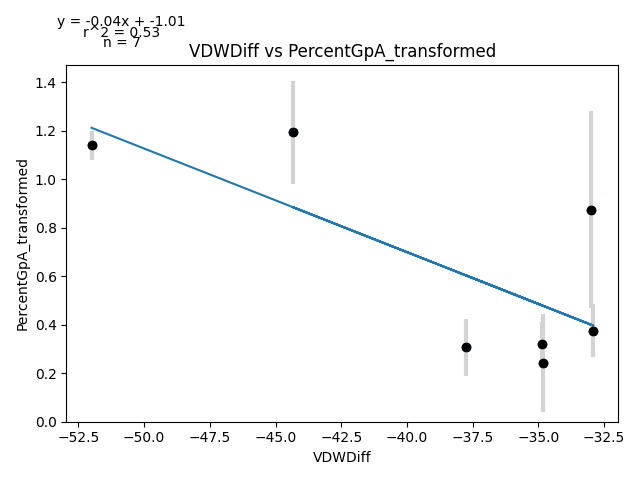 y = -0.04x + -1.01
r^2 = 0.53
n = 7
VDWDiff vs PercentGpA_transformed
PercentGpA_transformed
1.4
1.2
1.0
0.8
0.6
0.4
0.2
0.0
−52.5 −50.0 −47.5 −45.0 −42.5 −40.0 −37.5 −35.0 −32.5
VDWDiff